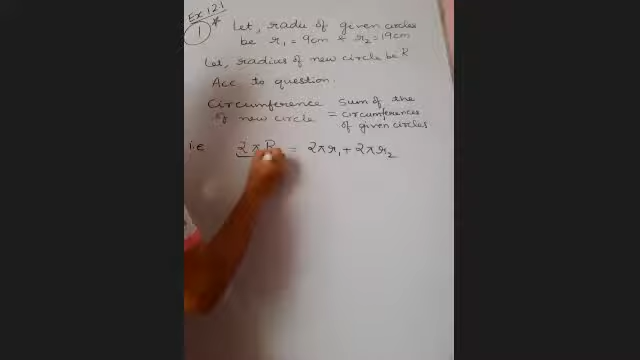 Ex 12.1
1 * Let, radii of given circles
be r₁ = 9cm & r₂ = 19cm
Let, radius of new circle be R
Acc to question.
Circumference of new circle = sum of the circumferences of given circles
i.e 2πR = 2πr₁ + 2πr₂